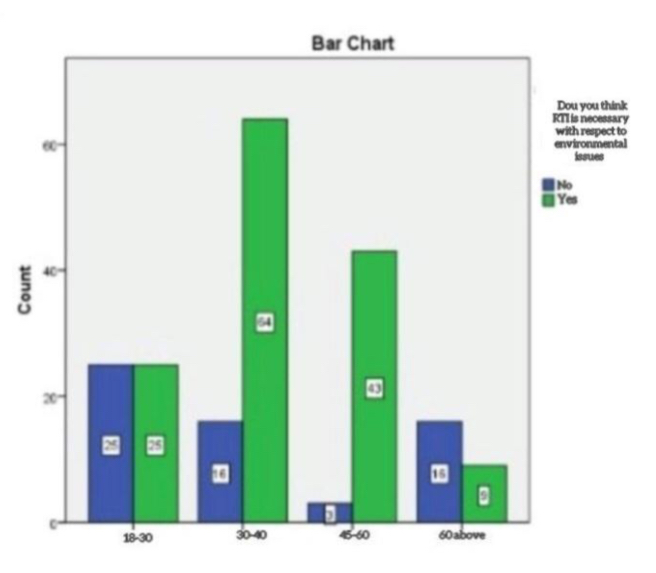 Bar Chart
Dou you think
RTI is necessary
with respect to
environmental
issues
No
Yes
Count
60
40
20
0
64
43
25
25
16
3
16
9
18-30
30-40
45-60
60 above